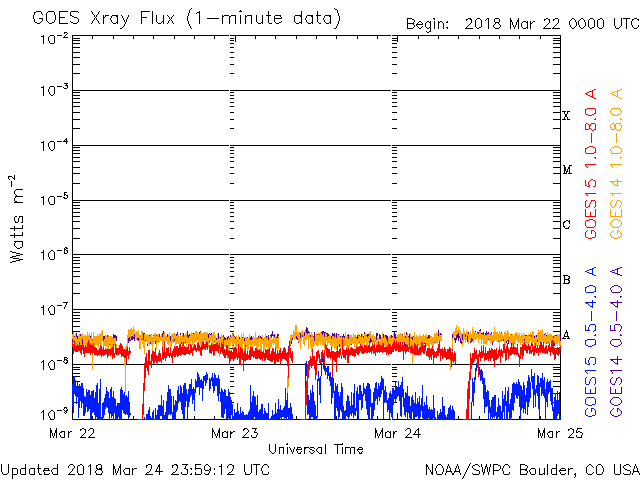 GOES Xray Flux (1-minute data)
Begin: 2018 Mar 22 0000 UTC
10⁻²
10⁻³
10⁻⁴
10⁻⁵
10⁻⁶
10⁻⁷
10⁻⁸
10⁻⁹
Watts m⁻²
X
M
C
B
A
GOES15 1.0-8.0 A
GOES14 1.0-8.0 A
GOES15 0.5-4.0 A
GOES14 0.5-4.0 A
Mar 22 Mar 23 Mar 24 Mar 25
Universal Time
Updated 2018 Mar 24 23:59:12 UTC
NOAA/SWPC Boulder, CO USA